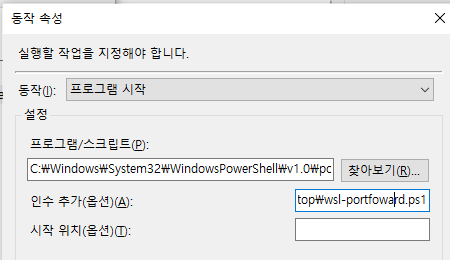 동작 속성
실행할 작업을 지정해야 합니다.
동작(I): 프로그램 시작
설정
프로그램/스크립트(P):
C:\Windows\System32\WindowsPowerShell\v1.0\pc 찾아보기(R)...
인수 추가(옵션)(A): top\wsl-portfoward.ps1
시작 위치(옵션)(T):